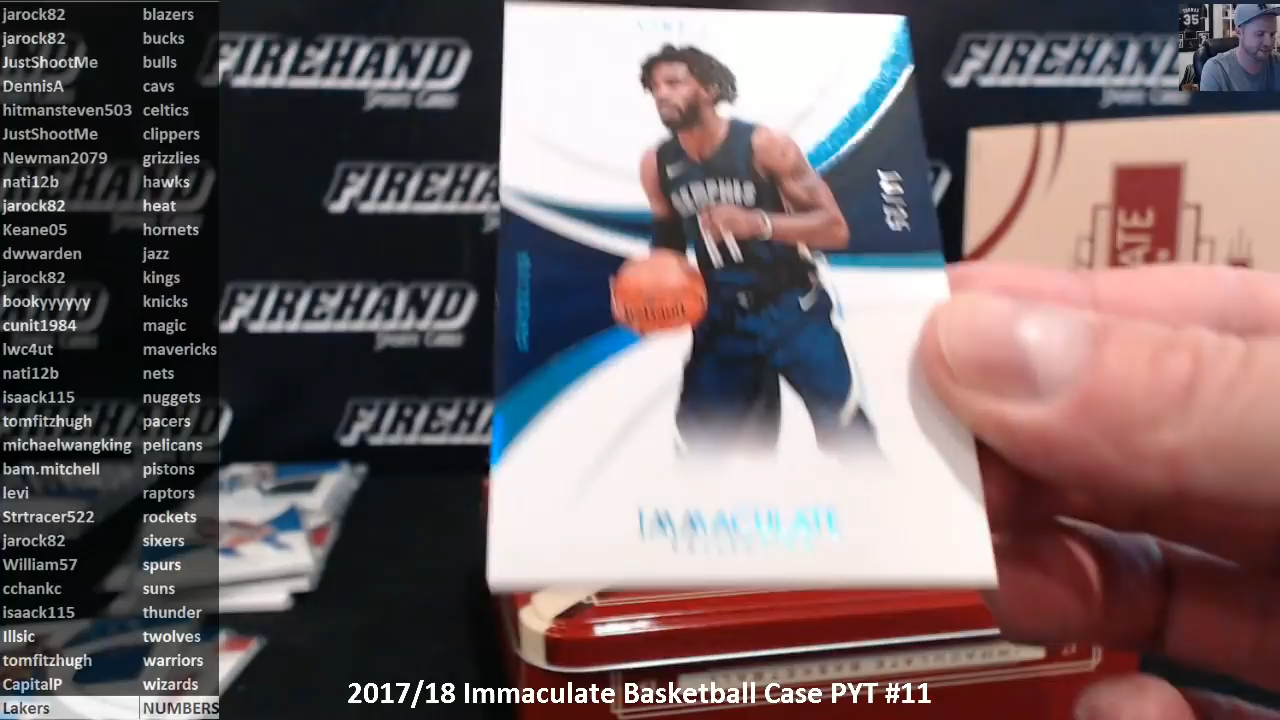 jarock82 blazers
jarock82 bucks
JustShootMe bulls
DennisA cavs
hitmansteven503 celtics
JustShootMe clippers
Newman2079 grizzlies
nati12b hawks
jarock82 heat
Keane05 hornets
dwwarden jazz
jarock82 kings
bookyyyyyy knicks
cunit1984 magic
lwc4ut mavericks
nati12b nets
isaack115 nuggets
tomfitzhugh pacers
michaelwangking pelicans
bam.mitchell pistons
levi raptors
Strtracer522 rockets
jarock82 sixers
William57 spurs
cchankc suns
isaack115 thunder
Illsic twolves
tomfitzhugh warriors
CapitalP wizards
Lakers NUMBERS
FIREHAND
FIREHAND
FIREHAND
FIREHAND
FIREHAND
35
MEMPHIS
11
IMMACULATE
COLLECTION
IMMACULATE BASKETBALL
2017/18 Immaculate Basketball Case PYT #11